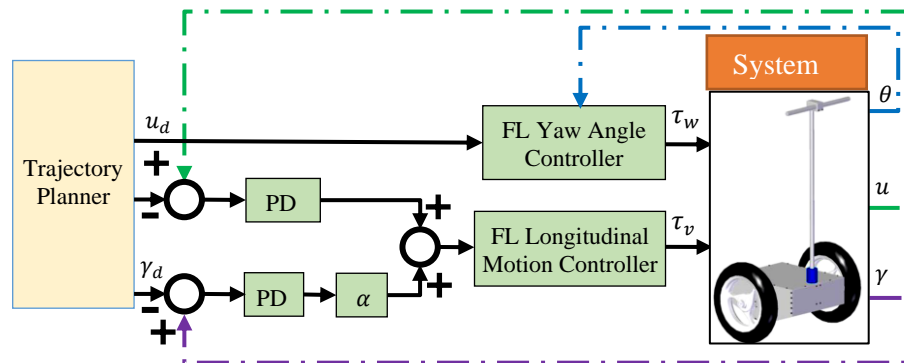 System
θ
u_d
τ_w
FL Yaw Angle
Controller
+
Trajectory
Planner
-
PD
+
u
FL Longitudinal
Motion Controller
τ_v
γ_d
-
+
PD
α
+
γ